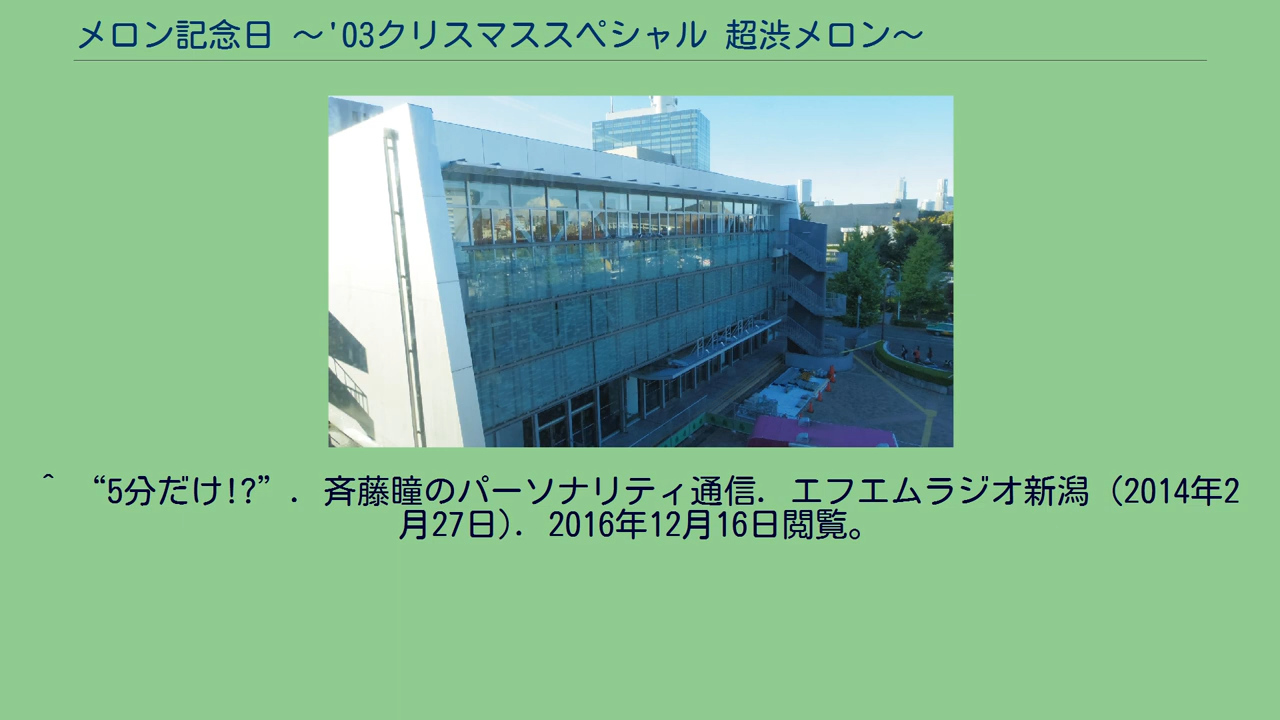 メロン記念日 〜'03クリスマススペシャル 超渋メロン〜
^ “5分だけ!?”. 斉藤瞳のパーソナリティ通信. エフエムラジオ新潟 (2014年2
月27日). 2016年12月16日閲覧。